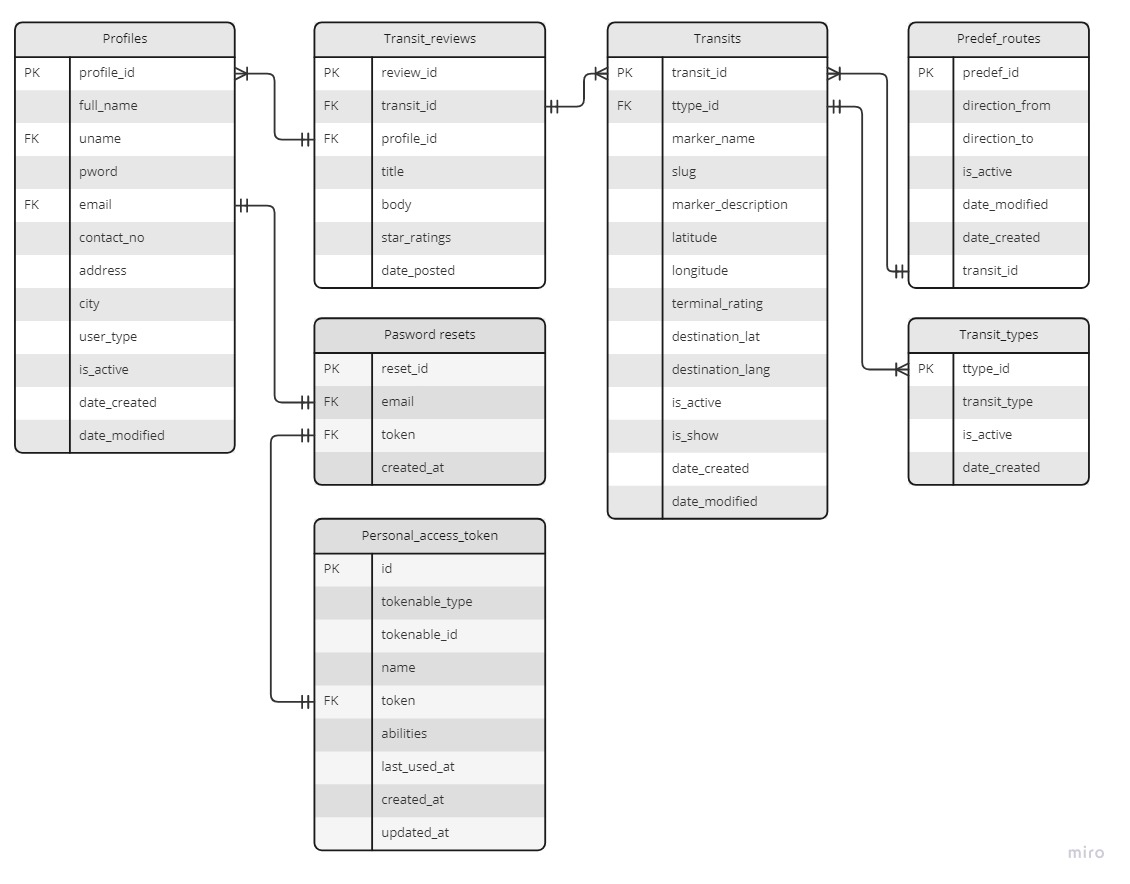 Profiles
PK profile_id
full_name
FK uname
pword
FK email
contact_no
address
city
user_type
is_active
date_created
date_modified
Transit_reviews
PK review_id
FK transit_id
FK profile_id
title
body
star_ratings
date_posted
Pasword resets
PK reset_id
FK email
FK token
created_at
Personal_access_token
PK id
tokenable_type
tokenable_id
name
FK token
abilities
last_used_at
created_at
updated_at
Transits
PK transit_id
FK ttype_id
marker_name
slug
marker_description
latitude
longitude
terminal_rating
destination_lat
destination_lang
is_active
is_show
date_created
date_modified
Predef_routes
PK predef_id
direction_from
direction_to
is_active
date_modified
date_created
transit_id
Transit_types
PK ttype_id
transit_type
is_active
date_created
miro